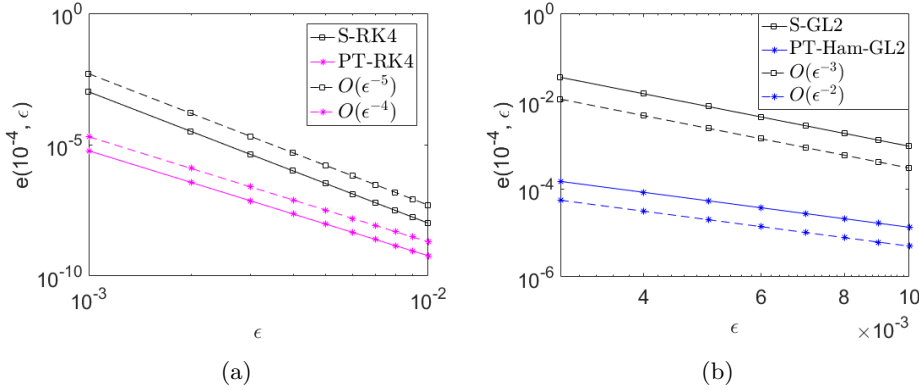 10^0
10^-5
10^-10
e(10^-4, ϵ)
S-RK4
PT-RK4
O(ϵ^-5)
O(ϵ^-4)
10^-3
10^-2
ϵ
(a)
10^0
10^-2
10^-4
10^-6
e(10^-4, ϵ)
S-GL2
PT-Ham-GL2
O(ϵ^-3)
O(ϵ^-2)
4
6
8
10
ϵ
×10^-3
(b)